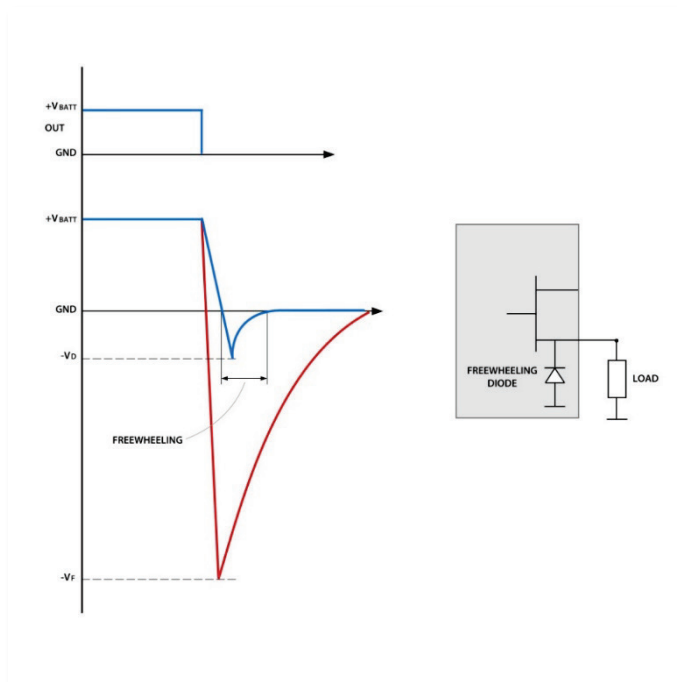 +VBATT
OUT
GND
+VBATT
GND
-VD
FREEWHEELING
-VF
FREEWHEELING
DIODE
LOAD